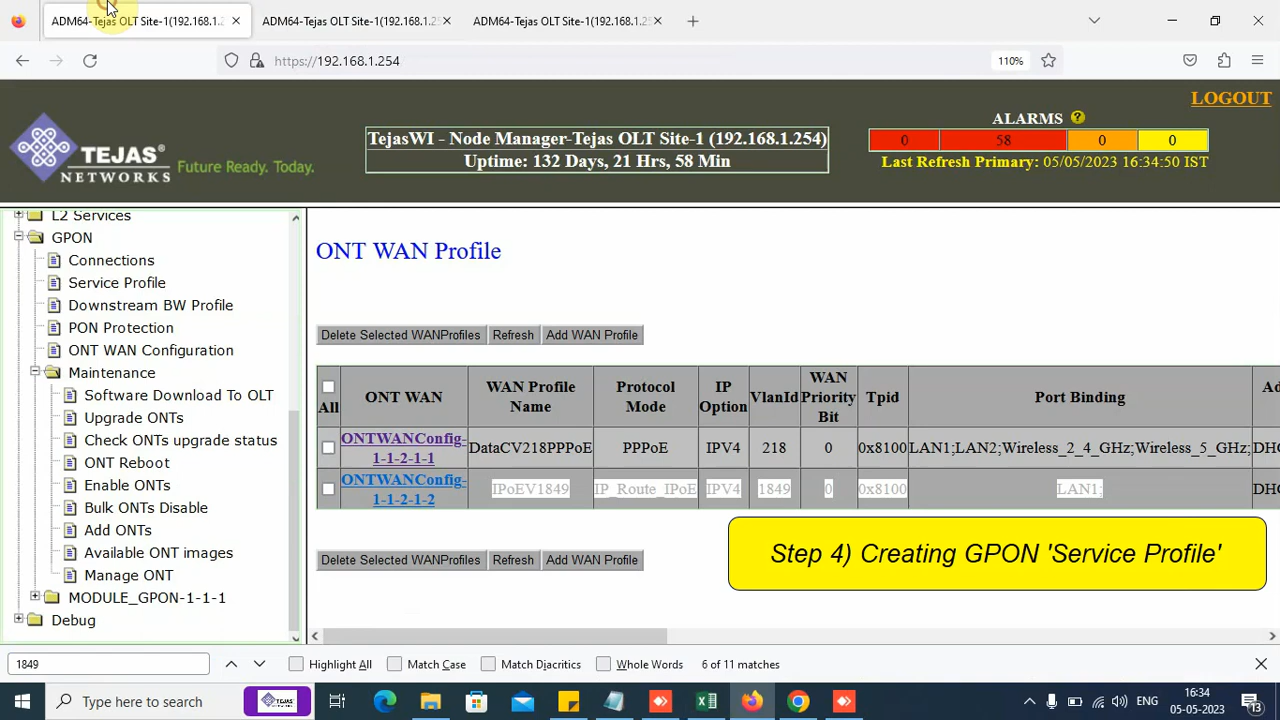 ADM64-Tejas OLT Site-1(192.168.1.2
ADM64-Tejas OLT Site-1(192.168.1.25
ADM64-Tejas OLT Site-1(192.168.1.25
https://192.168.1.254
110%
LOGOUT
TEJAS
NETWORKS
Future Ready. Today.
TejasWI - Node Manager-Tejas OLT Site-1 (192.168.1.254)
Uptime: 132 Days, 21 Hrs, 58 Min
ALARMS ?
0 58 0 0
Last Refresh Primary: 05/05/2023 16:34:50 IST
L2 Services
GPON
Connections
Service Profile
Downstream BW Profile
PON Protection
ONT WAN Configuration
Maintenance
Software Download To OLT
Upgrade ONTs
Check ONTs upgrade status
ONT Reboot
Enable ONTs
Bulk ONTs Disable
Add ONTs
Available ONT images
Manage ONT
MODULE_GPON-1-1-1
Debug
ONT WAN Profile
Delete Selected WANProfiles Refresh Add WAN Profile
All ONT WAN WAN Profile Name Protocol Mode IP Option VlanId WAN Priority Bit Tpid Port Binding
ONTWANConfig-1-1-2-1-1 DataCV218PPPoE PPPoE IPV4 218 0 0x8100 LAN1;LAN2;Wireless_2_4_GHz;Wireless_5_GHz;
ONTWANConfig-1-1-2-1-2 IPoEV1849 IP_Route_IPoE IPV4 1849 0 0x8100 LAN1;
Delete Selected WANProfiles Refresh Add WAN Profile
Step 4) Creating GPON 'Service Profile'
1849
Highlight All Match Case Match Diacritics Whole Words 6 of 11 matches
Type here to search
TEJAS
ENG
16:34
05-05-2023
13